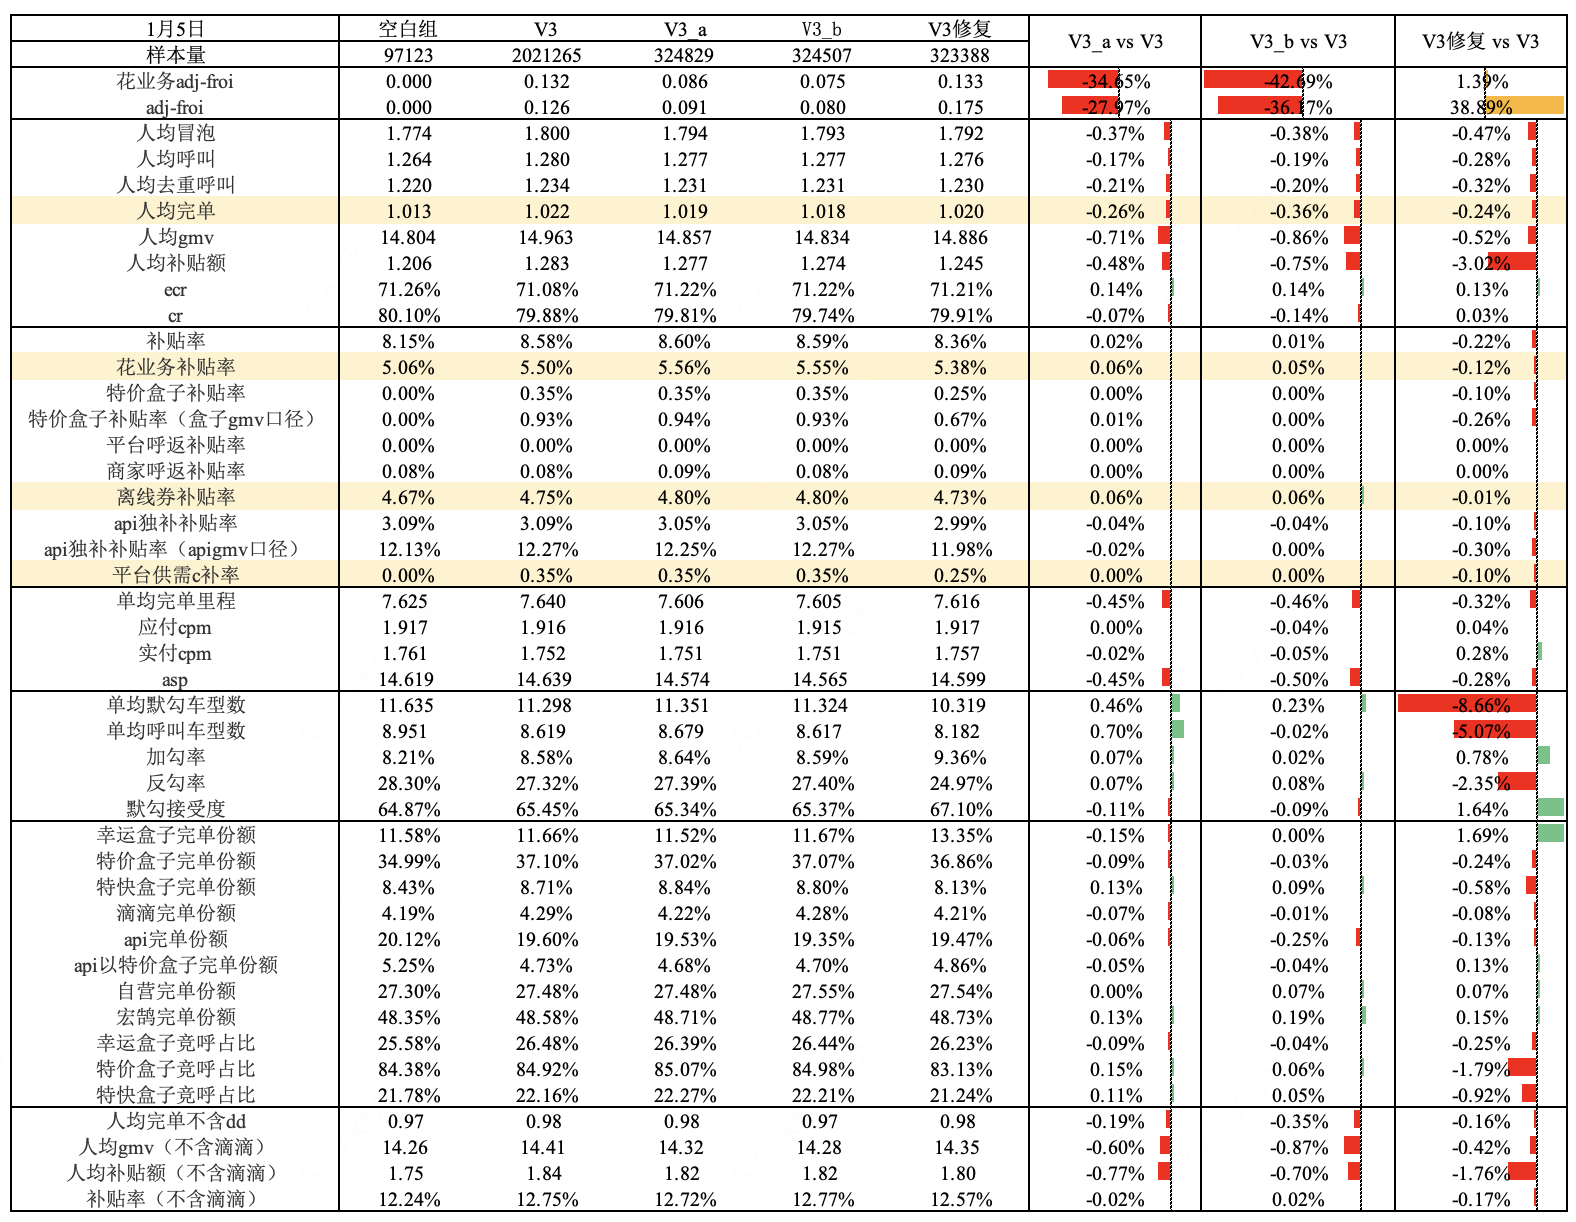 1月5日 空白组 V3 V3_a V3_b V3修复 V3_a vs V3 V3_b vs V3 V3修复 vs V3
样本量 97123 2021265 324829 324507 323388
花业务adj-froi 0.000 0.132 0.086 0.075 0.133 -34.65% -42.69% 1.39%
adj-froi 0.000 0.126 0.091 0.080 0.175 -27.97% -36.17% 38.89%
人均冒泡 1.774 1.800 1.794 1.793 1.792 -0.37% -0.38% -0.47%
人均呼叫 1.264 1.280 1.277 1.277 1.276 -0.17% -0.19% -0.28%
人均去重呼叫 1.220 1.234 1.231 1.231 1.230 -0.21% -0.20% -0.32%
人均完单 1.013 1.022 1.019 1.018 1.020 -0.26% -0.36% -0.24%
人均gmv 14.804 14.963 14.857 14.834 14.886 -0.71% -0.86% -0.52%
人均补贴额 1.206 1.283 1.277 1.274 1.245 -0.48% -0.75% -3.02%
ecr 71.26% 71.08% 71.22% 71.22% 71.21% 0.14% 0.14% 0.13%
cr 80.10% 79.88% 79.81% 79.74% 79.91% -0.07% -0.14% 0.03%
补贴率 8.15% 8.58% 8.60% 8.59% 8.36% 0.02% 0.01% -0.22%
花业务补贴率 5.06% 5.50% 5.56% 5.55% 5.38% 0.06% 0.05% -0.12%
特价盒子补贴率 0.00% 0.35% 0.35% 0.35% 0.25% 0.00% 0.00% -0.10%
特价盒子补贴率（盒子gmv口径） 0.00% 0.93% 0.94% 0.93% 0.67% 0.01% 0.00% -0.26%
平台呼返补贴率 0.00% 0.00% 0.00% 0.00% 0.00% 0.00% 0.00% 0.00%
商家呼返补贴率 0.08% 0.08% 0.09% 0.08% 0.09% 0.00% 0.00% 0.00%
离线券补贴率 4.67% 4.75% 4.80% 4.80% 4.73% 0.06% 0.06% -0.01%
api独补补贴率 3.09% 3.09% 3.05% 3.05% 2.99% -0.04% -0.04% -0.10%
api独补补贴率（apigmv口径） 12.13% 12.27% 12.25% 12.27% 11.98% -0.02% 0.00% -0.30%
平台供需c补率 0.00% 0.35% 0.35% 0.35% 0.25% 0.00% 0.00% -0.10%
单均完单里程 7.625 7.640 7.606 7.605 7.616 -0.45% -0.46% -0.32%
应付cpm 1.917 1.916 1.916 1.915 1.917 0.00% -0.04% 0.04%
实付cpm 1.761 1.752 1.751 1.751 1.757 -0.02% -0.05% 0.28%
asp 14.619 14.639 14.574 14.565 14.599 -0.45% -0.50% -0.28%
单均默勾车型数 11.635 11.298 11.351 11.324 10.319 0.46% 0.23% -8.66%
单均呼叫车型数 8.951 8.619 8.679 8.617 8.182 0.70% -0.02% -5.07%
加勾率 8.21% 8.58% 8.64% 8.59% 9.36% 0.07% 0.02% 0.78%
反勾率 28.30% 27.32% 27.39% 27.40% 24.97% 0.07% 0.08% -2.35%
默勾接受度 64.87% 65.45% 65.34% 65.37% 67.10% -0.11% -0.09% 1.64%
幸运盒子完单份额 11.58% 11.66% 11.52% 11.67% 13.35% -0.15% 0.00% 1.69%
特价盒子完单份额 34.99% 37.10% 37.02% 37.07% 36.86% -0.09% -0.03% -0.24%
特快盒子完单份额 8.43% 8.71% 8.84% 8.80% 8.13% 0.13% 0.09% -0.58%
滴滴完单份额 4.19% 4.29% 4.22% 4.28% 4.21% -0.07% -0.01% -0.08%
api完单份额 20.12% 19.60% 19.53% 19.35% 19.47% -0.06% -0.25% -0.13%
api以特价盒子完单份额 5.25% 4.73% 4.68% 4.70% 4.86% -0.05% -0.04% 0.13%
自营完单份额 27.30% 27.48% 27.48% 27.55% 27.54% 0.00% 0.07% 0.07%
宏鹄完单份额 48.35% 48.58% 48.71% 48.77% 48.73% 0.13% 0.19% 0.15%
幸运盒子竞呼占比 25.58% 26.48% 26.39% 26.44% 26.23% -0.09% -0.04% -0.25%
特价盒子竞呼占比 84.38% 84.92% 85.07% 84.98% 83.13% 0.15% 0.06% -1.79%
特快盒子竞呼占比 21.78% 22.16% 22.27% 22.21% 21.24% 0.11% 0.05% -0.92%
人均完单不含dd 0.97 0.98 0.98 0.97 0.98 -0.19% -0.35% -0.16%
人均gmv（不含滴滴） 14.26 14.41 14.32 14.28 14.35 -0.60% -0.87% -0.42%
人均补贴额（不含滴滴） 1.75 1.84 1.82 1.82 1.80 -0.77% -0.70% -1.76%
补贴率（不含滴滴） 12.24% 12.75% 12.72% 12.77% 12.57% -0.02% 0.02% -0.17%